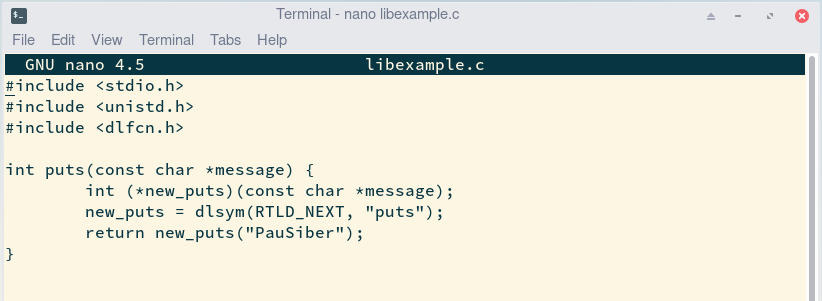 Terminal - nano libexample.c
File Edit View Terminal Tabs Help
GNU nano 4.5 libexample.c
#include <stdio.h>
#include <unistd.h>
#include <dlfcn.h>
int puts(const char *message) {
int (*new_puts)(const char *message);
new_puts = dlsym(RTLD_NEXT, "puts");
return new_puts("PauSiber");
}